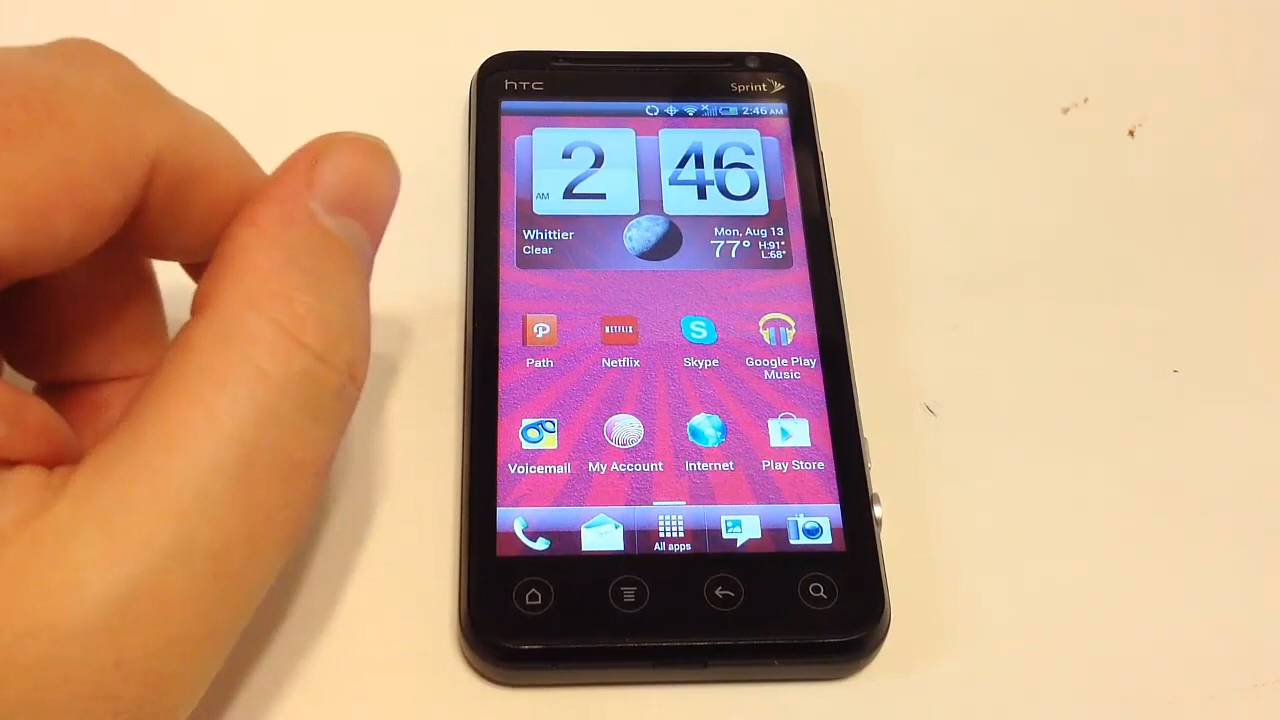 hTC
Sprint
2:46 AM
AM 2 46
Whittier
Clear
Mon, Aug 13
77° H:91°
L:68°
Path
NETFLIX
Netflix
Skype
Google Play
Music
Voicemail
My Account
Internet
Play Store
All apps